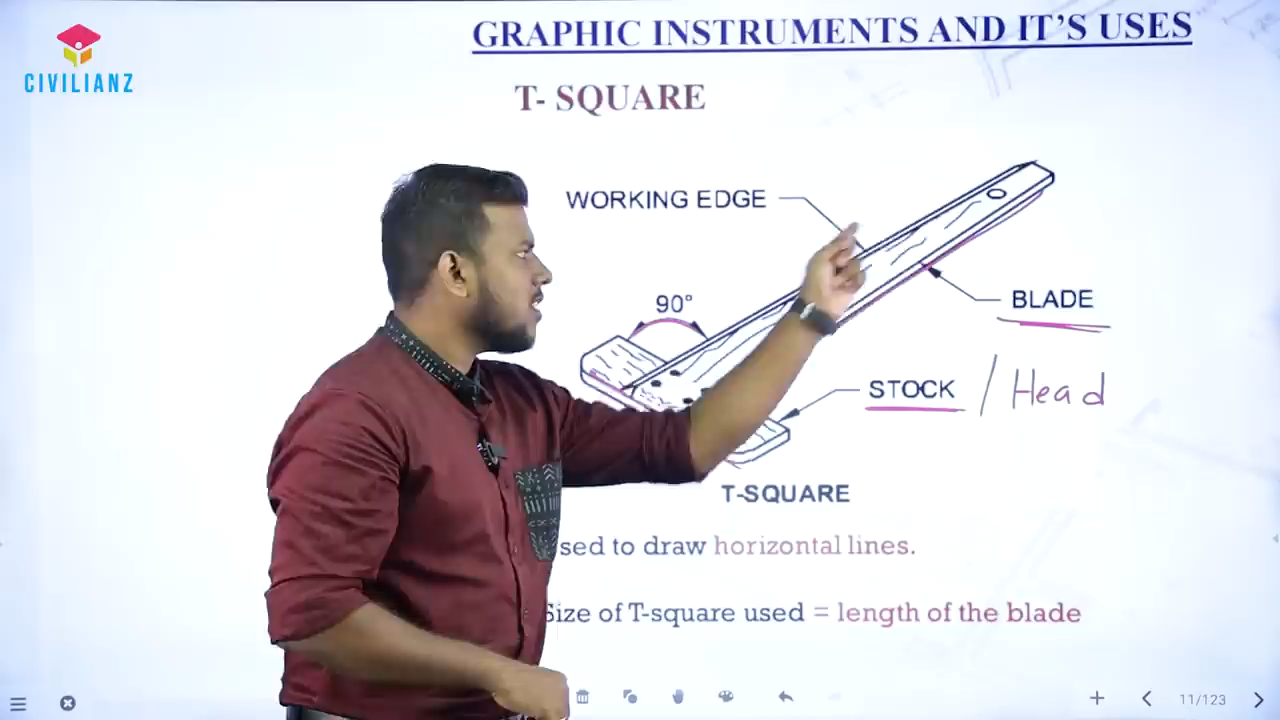 GRAPHIC INSTRUMENTS AND IT'S USES
CIVILIANZ
T- SQUARE
WORKING EDGE
90°
BLADE
STOCK / Head
T-SQUARE
sed to draw horizontal lines.
Size of T-square used = length of the blade
11/123